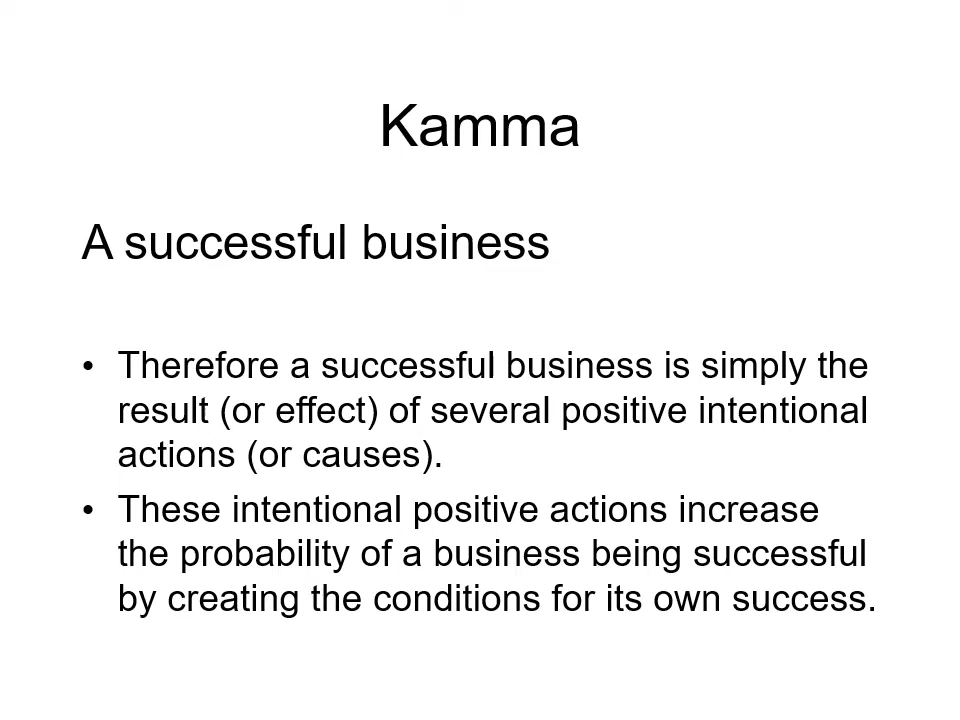 Kamma
A successful business
• Therefore a successful business is simply the
result (or effect) of several positive intentional
actions (or causes).
• These intentional positive actions increase
the probability of a business being successful
by creating the conditions for its own success.